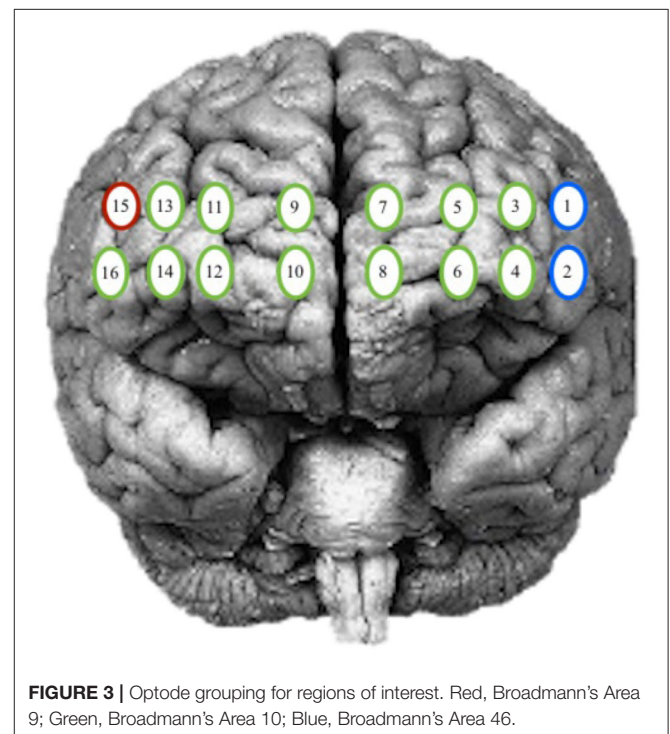 15 13 11 9 7 5 3 1
16 14 12 10 8 6 4 2
FIGURE 3 | Optode grouping for regions of interest. Red, Broadmann’s Area
9; Green, Broadmann’s Area 10; Blue, Broadmann’s Area 46.